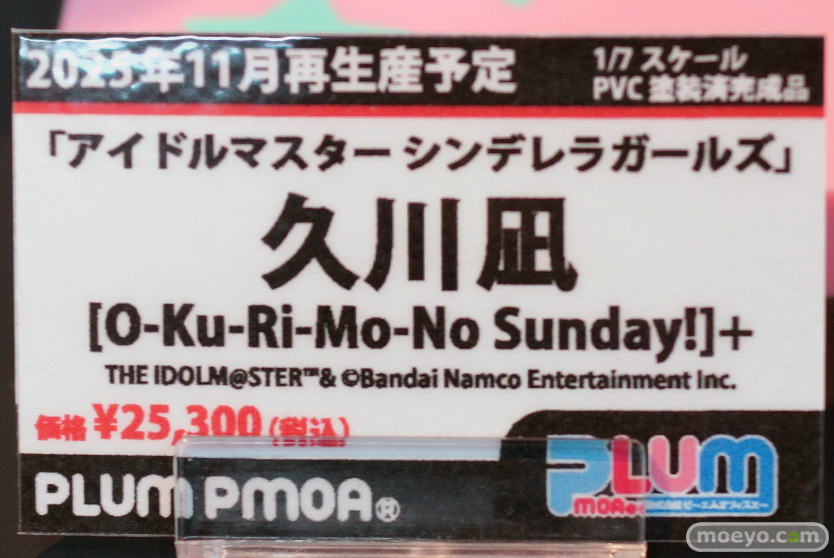 2025年11月再生産予定
1/7 スケール
PVC 塗装済完成品
「アイドルマスター シンデレラガールズ」
久川凪
[O-Ku-Ri-Mo-No Sunday!]+
THE IDOLM@STER™& ©Bandai Namco Entertainment Inc.
価格 ¥25,300(税込)
PLUM PMOA®
PLUM
PMOA
moeyo.com